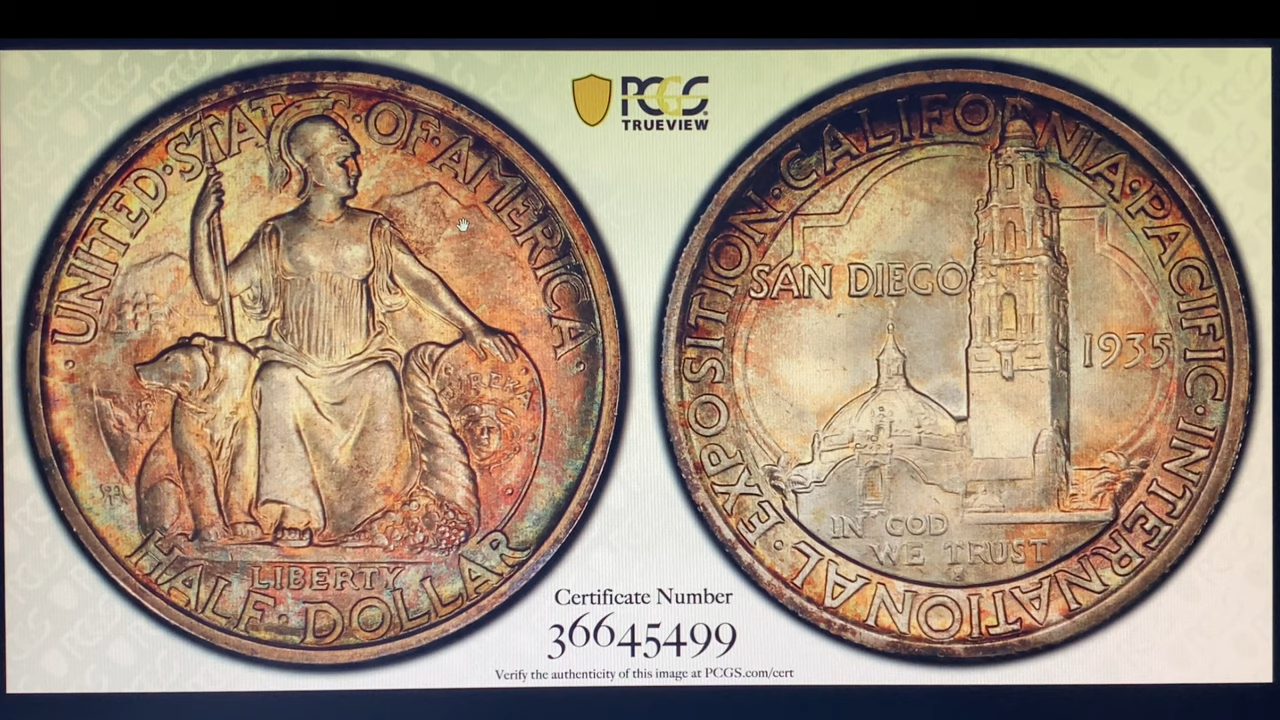 PCGS
TRUEVIEW
UNITED·STATES·OF·AMERICA·
EUREKA
LIBERTY
HALF·DOLLAR
CALIFORNIA·PACIFIC·INTERNATIONAL·EXPOSITION·
SAN DIEGO
1935
IN GOD
WE TRUST
S
Certificate Number
36645499
Verify the authenticity of this image at PCGS.com/cert